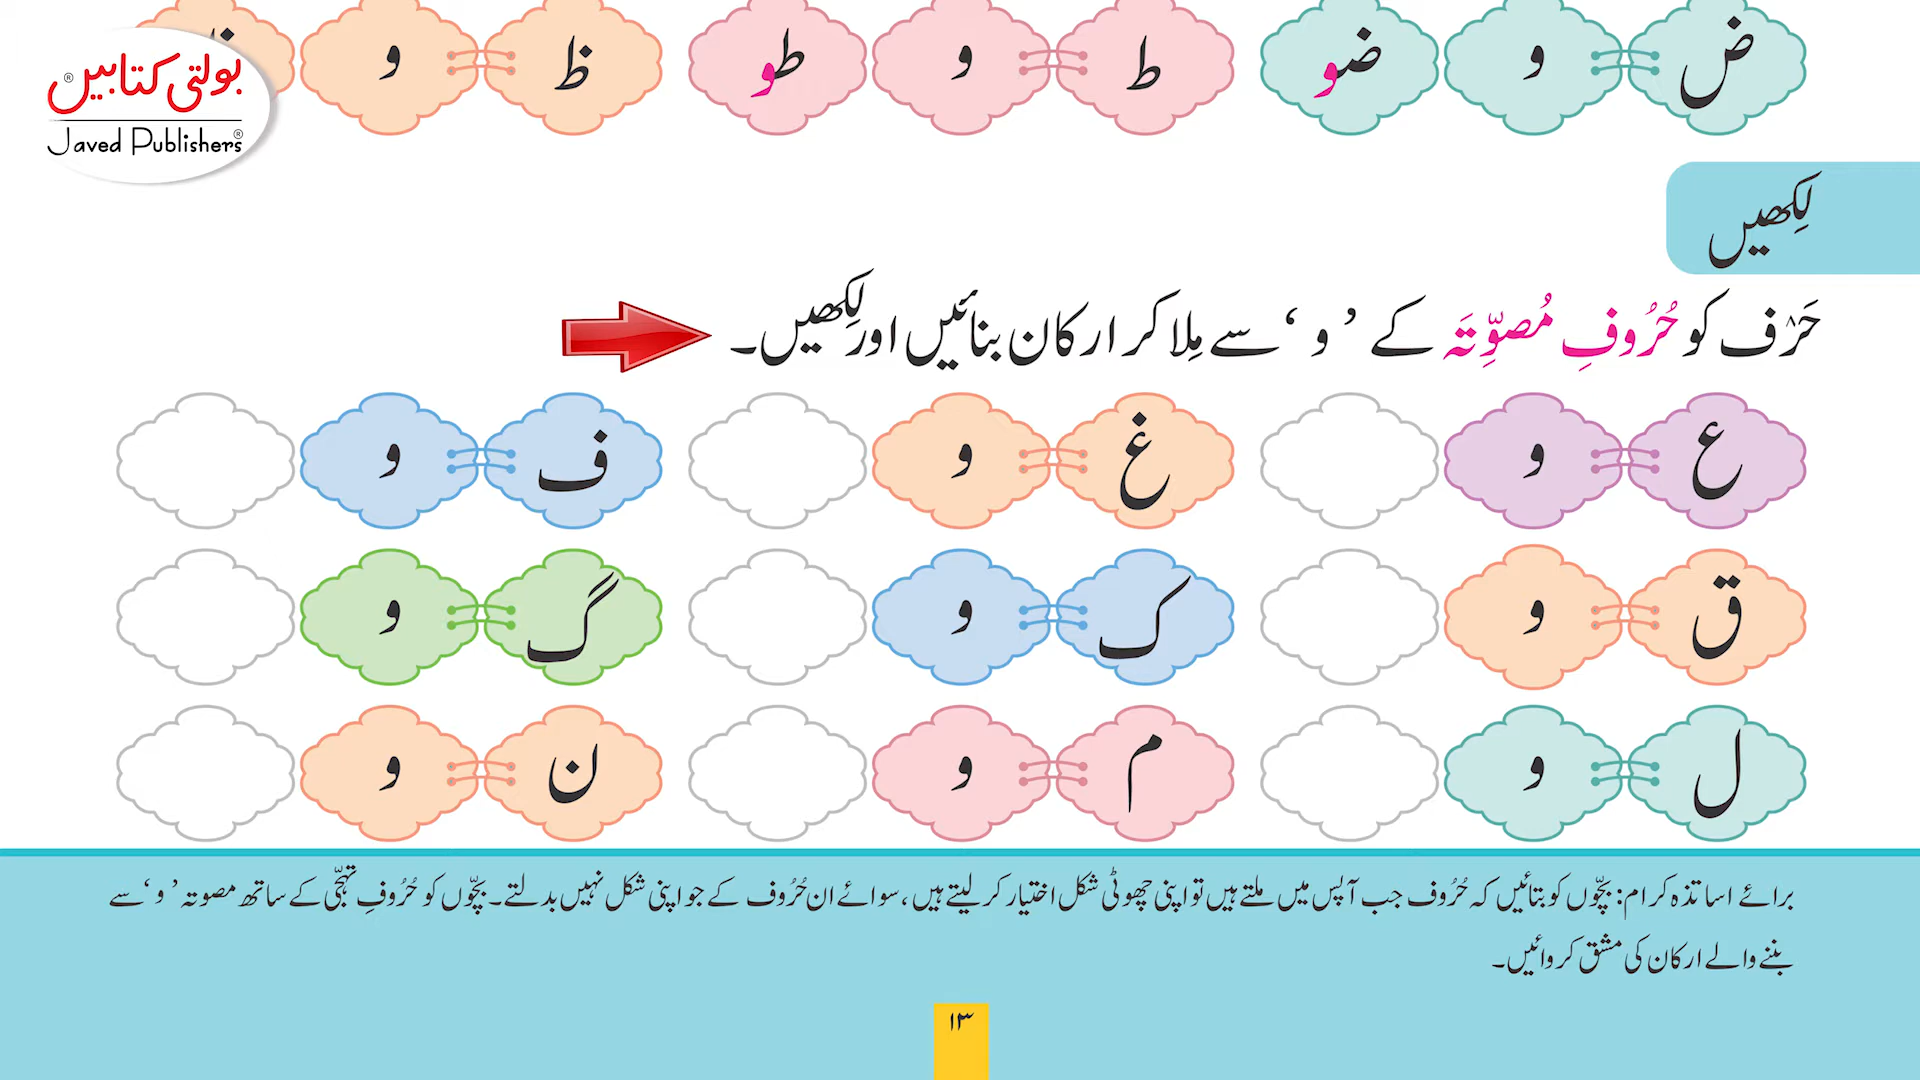 ض و ضو ط و طو ظ و
بولتی کتابیں®
Javed Publishers®
لِکھیں
حَرْف کو حُرُوفِ مُصوِّتَہ کے ’و‘ سے مِلا کر ارکان بنائیں اور لِکھیں۔
ع و غ و ف و
ق و ک و گ و
ل و م و ن و
برائے اساتذہ کرام: بچّوں کو بتائیں کہ حُرُوف جب آپس میں ملتے ہیں تو اپنی چھوٹی شکل اختیار کر لیتے ہیں، سوائے ان حُرُوف کے جو اپنی شکل نہیں بدلتے۔ بچّوں کو حُرُوفِ تہجّی کے ساتھ مصوتہ ’و‘ سے
بننے والے ارکان کی مشق کروائیں۔
۱۳